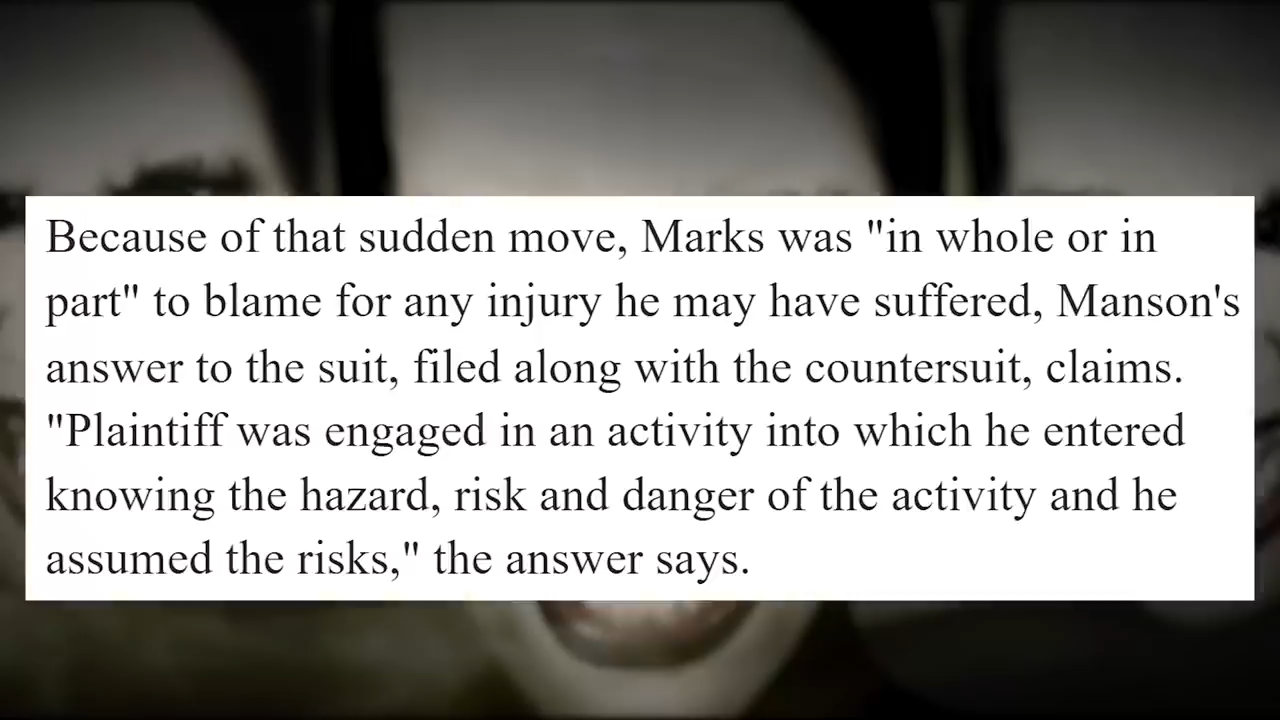 Because of that sudden move, Marks was "in whole or in
part" to blame for any injury he may have suffered, Manson's
answer to the suit, filed along with the countersuit, claims.
"Plaintiff was engaged in an activity into which he entered
knowing the hazard, risk and danger of the activity and he
assumed the risks," the answer says.